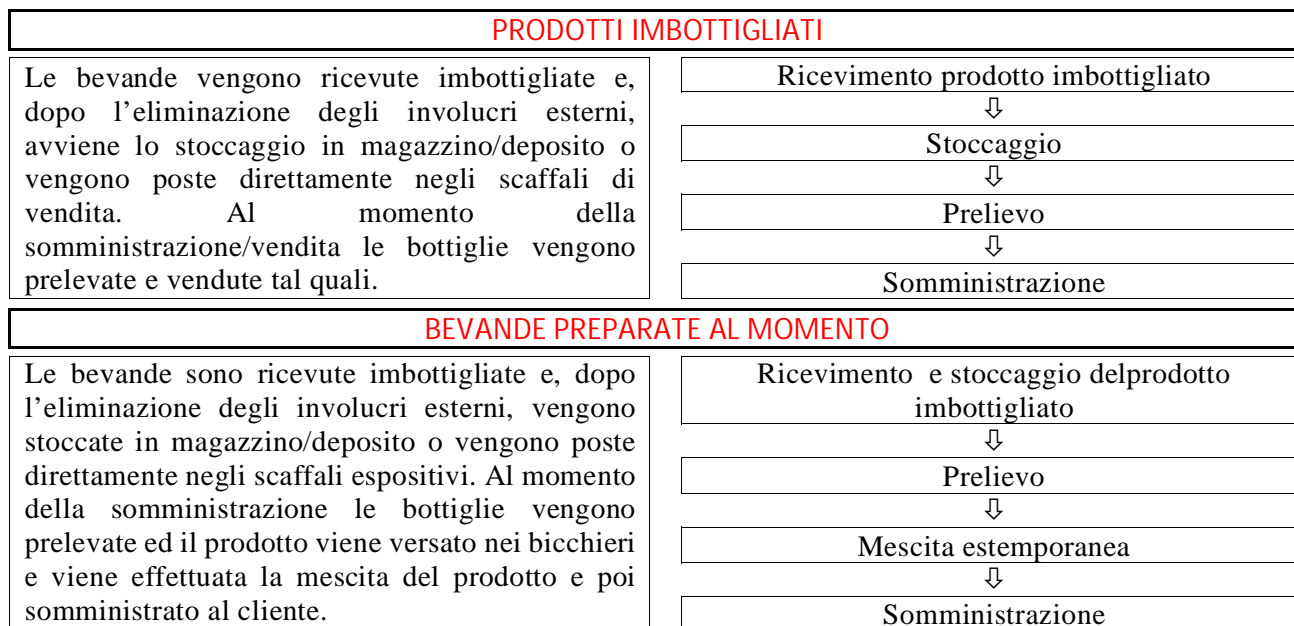 PRODOTTI IMBOTTIGLIATI
Le bevande vengono ricevute imbottigliate e,
dopo l’eliminazione degli involucri esterni,
avviene lo stoccaggio in magazzino/deposito o
vengono poste direttamente negli scaffali di
vendita. Al momento della
somministrazione/vendita le bottiglie vengono
prelevate e vendute tal quali.
Ricevimento prodotto imbottigliato
⇩
Stoccaggio
⇩
Prelievo
⇩
Somministrazione
BEVANDE PREPARATE AL MOMENTO
Le bevande sono ricevute imbottigliate e, dopo
l’eliminazione degli involucri esterni, vengono
stoccate in magazzino/deposito o vengono poste
direttamente negli scaffali espositivi. Al momento
della somministrazione le bottiglie vengono
prelevate ed il prodotto viene versato nei bicchieri
e viene effettuata la mescita del prodotto e poi
somministrato al cliente.
Ricevimento e stoccaggio delprodotto
imbottigliato
⇩
Prelievo
⇩
Mescita estemporanea
⇩
Somministrazione